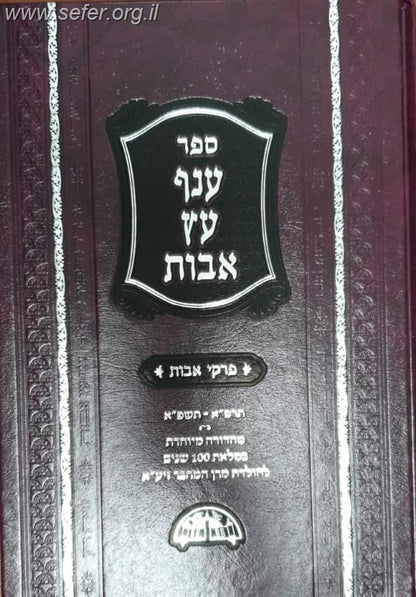 www.sefer.org.il
ספר
ענף
עץ
אבות
פרקי אבות
תרפ"א - תשפ"א
מהדורה מיוחדת
במלאת 100 שנים
להולדת מרן המחבר זיע"א